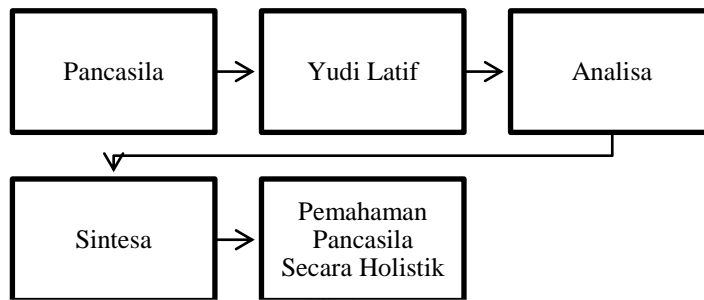 Pancasila
Yudi Latif
Analisa
Sintesa
Pemahaman
Pancasila
Secara Holistik